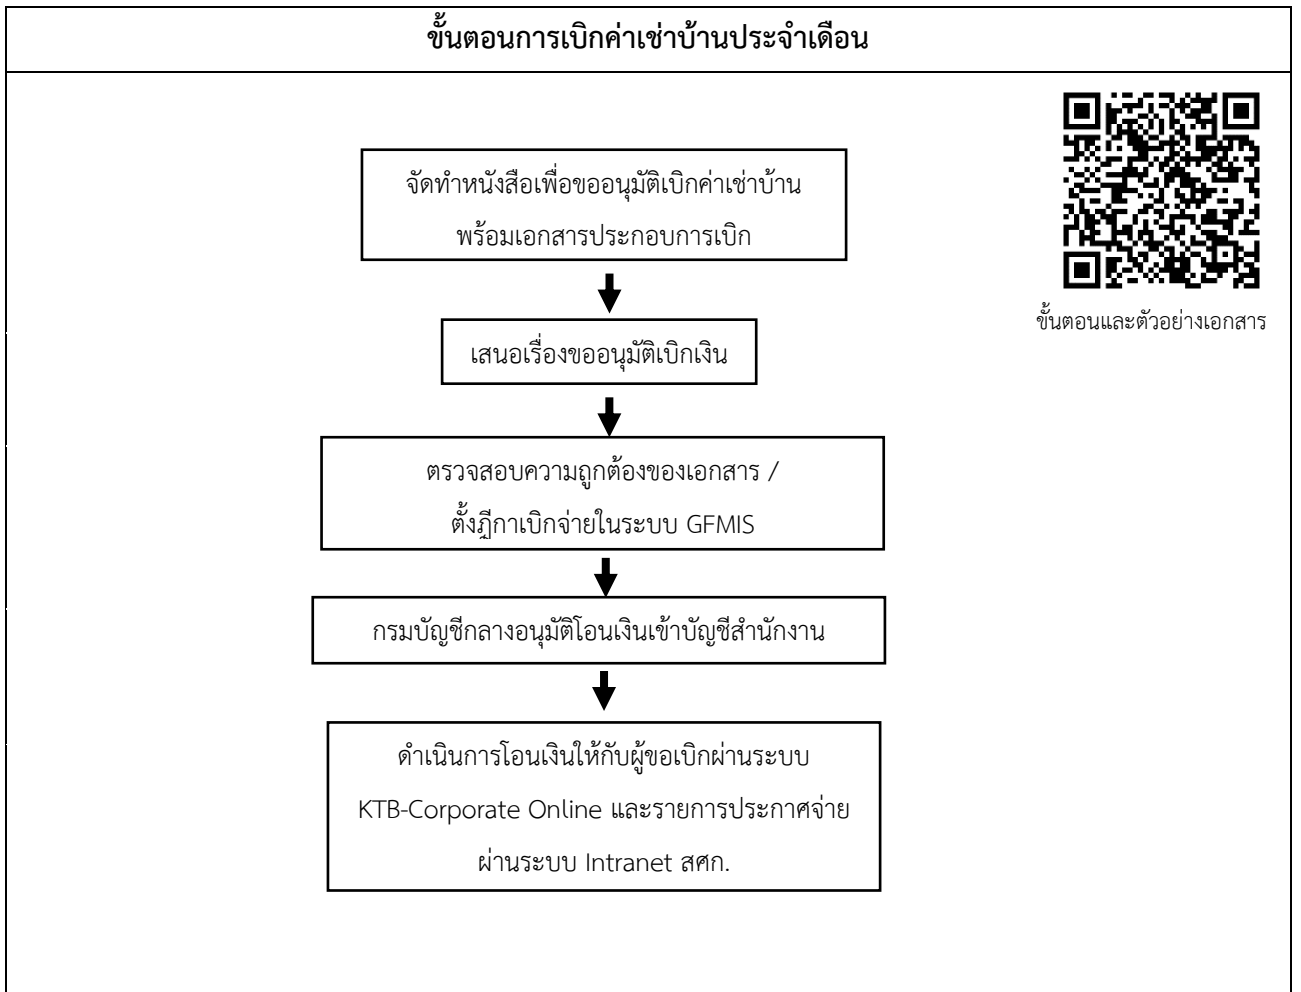 ขั้นตอนการเบิกค่าเช่าบ้านประจำเดือน
จัดทำหนังสือเพื่อขออนุมัติเบิกค่าเช่าบ้าน
พร้อมเอกสารประกอบการเบิก
ขั้นตอนและตัวอย่างเอกสาร
เสนอเรื่องขออนุมัติเบิกเงิน
ตรวจสอบความถูกต้องของเอกสาร /
ตั้งฎีกาเบิกจ่ายในระบบ GFMIS
กรมบัญชีกลางอนุมัติโอนเงินเข้าบัญชีสำนักงาน
ดำเนินการโอนเงินให้กับผู้ขอเบิกผ่านระบบ
KTB-Corporate Online และรายการประกาศจ่าย
ผ่านระบบ Intranet สศก.